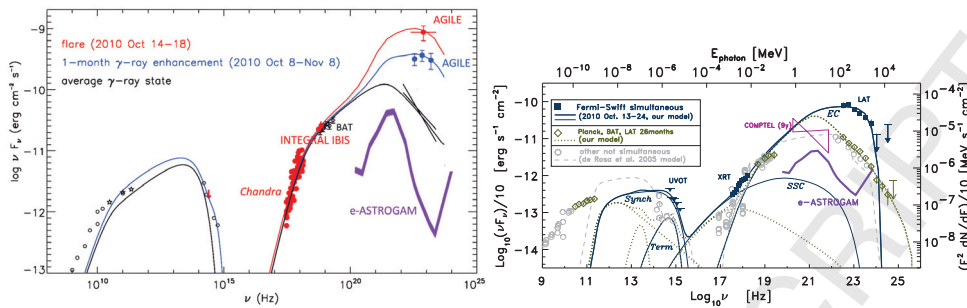 AGILE
flare (2010 Oct 14-18)
1-month γ-ray enhancement (2010 Oct 8-Nov 8)
average γ-ray state
AGILE
BAT
INTEGRAL IBIS
Chandra
e-ASTROGAM
log ν Fν (erg cm⁻² s⁻¹)
-9
-10
-11
-12
-13
10¹⁰
10¹⁵
10²⁰
10²⁵
ν (Hz)
Ephoton [MeV]
10⁻¹⁰ 10⁻⁸ 10⁻⁶ 10⁻⁴ 10⁻² 1 10² 10⁴
Fermi-Swift simultaneous
(2010 Oct. 13-24, our model)
Planck, BAT, LAT 26months
(our model)
other not simultaneous
(de Rosa et al. 2005 model)
LAT
EC
COMPTEL (9y)
XRT
UVOT
SSC
Synch
Term
e-ASTROGAM
Log₁₀(νFν)/10 [erg s⁻¹ cm⁻²]
-10
-11
-12
-13
-14
10⁻⁴
10⁻⁵
10⁻⁶
10⁻⁷
10⁻⁸
9 11 13 15 17 19 21 23 25
Log₁₀ν [Hz]
CRIPT